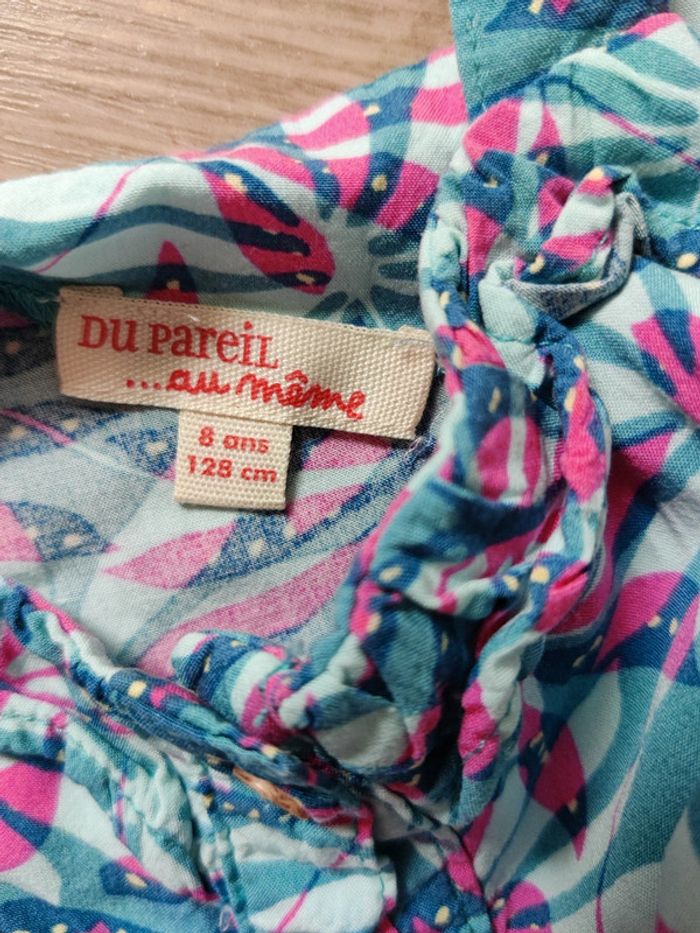 DU PAREIL
...au même
8 ans
128 cm